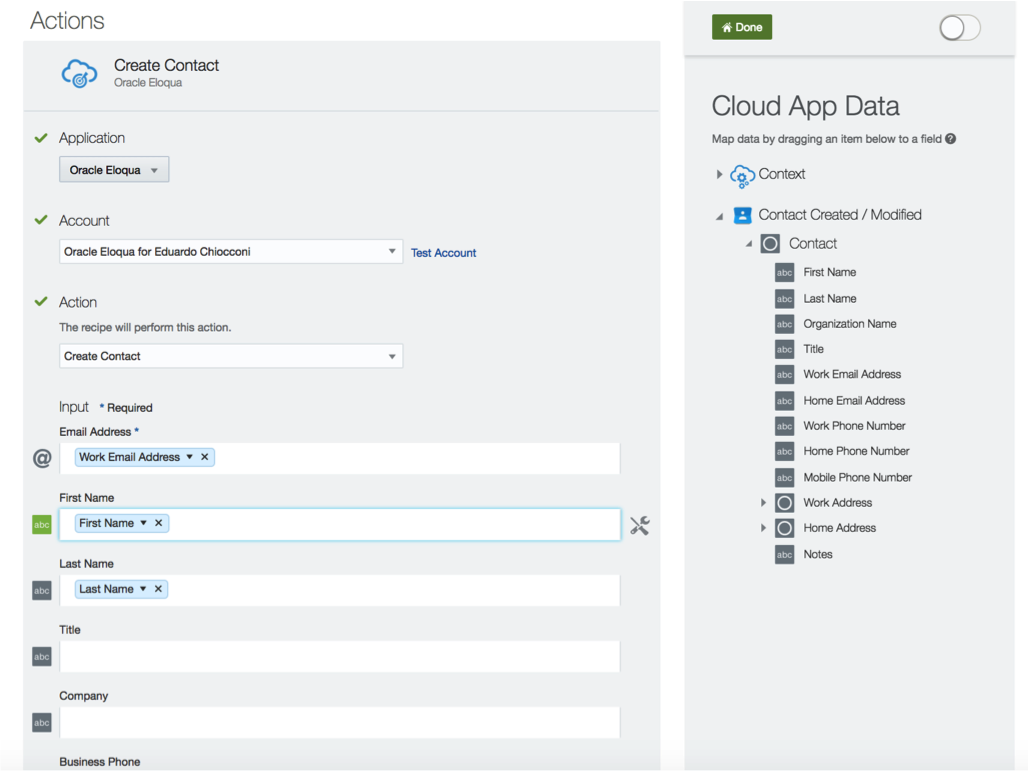 Actions
Create Contact
Oracle Eloqua
Application
Oracle Eloqua
Account
Oracle Eloqua for Eduardo Chiocconi
Test Account
Action
The recipe will perform this action.
Create Contact
Input * Required
Email Address *
@
Work Email Address
First Name
abc
First Name
Last Name
abc
Last Name
Title
abc
Company
abc
Business Phone
Done
Cloud App Data
Map data by dragging an item below to a field ?
Context
Contact Created / Modified
Contact
abc First Name
abc Last Name
abc Organization Name
abc Title
abc Work Email Address
abc Home Email Address
abc Work Phone Number
abc Home Phone Number
abc Mobile Phone Number
Work Address
Home Address
abc Notes